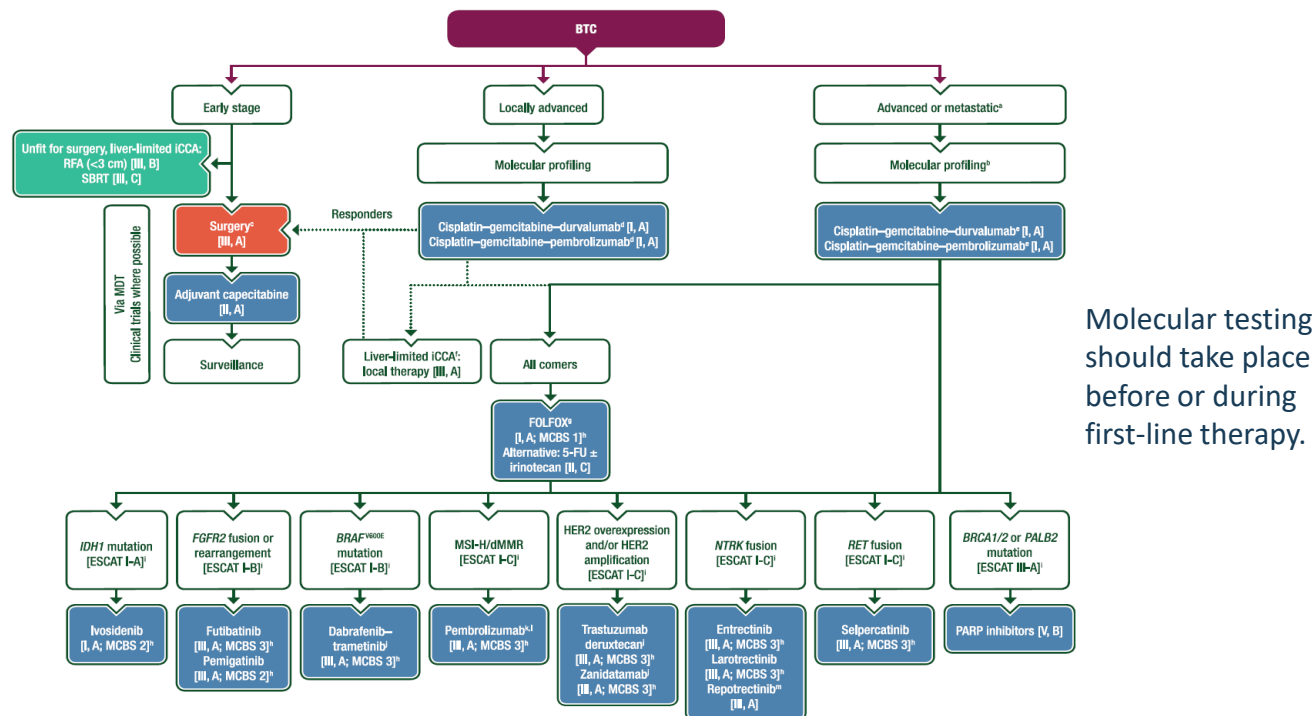 BTC
Early stage
Locally advanced
Advanced or metastaticᵃ
Unfit for surgery, liver-limited iCCA:
RFA (<3 cm) [III, B]
SBRT [III, C]
Molecular profiling
Molecular profilingᵇ
Via MDT
Clinical trials where possible
Surgeryᶜ
[III, A]
Responders
Cisplatin–gemcitabine–durvalumabᵈ [I, A]
Cisplatin–gemcitabine–pembrolizumabᵈ [I, A]
Cisplatin–gemcitabine–durvalumabᵉ [I, A]
Cisplatin–gemcitabine–pembrolizumabᵉ [I, A]
Adjuvant capecitabine
[II, A]
Surveillance
Liver-limited iCCAᶠ:
local therapy [III, A]
All comers
FOLFOXᵍ
[I, A; MCBS 1]ʰ
Alternative: 5-FU ±
irinotecan [II, C]
Molecular testing
should take place
before or during
first-line therapy.
IDH1 mutation
[ESCAT I–A]ⁱ
FGFR2 fusion or
rearrangement
[ESCAT I–B]ⁱ
BRAFⱽ⁶⁰⁰ᴱ
mutation
[ESCAT I–B]ⁱ
MSI-H/dMMR
[ESCAT I–C]ⁱ
HER2 overexpression
and/or HER2
amplification
[ESCAT I–C]ⁱ
NTRK fusion
[ESCAT I–C]ⁱ
RET fusion
[ESCAT I–C]ⁱ
BRCA1/2 or PALB2
mutation
[ESCAT III–A]ⁱ
Ivosidenib
[I, A; MCBS 2]ʰ
Futibatinib
[III, A; MCBS 3]ʰ
Pemigatinib
[III, A; MCBS 2]ʰ
Dabrafenib–
trametinibʲ
[III, A; MCBS 3]ʰ
Pembrolizumabᵏ,ˡ
[III, A; MCBS 3]ʰ
Trastuzumab
deruxtecanʲ
[III, A; MCBS 3]ʰ
Zanidatamabʲ
[III, A; MCBS 3]ʰ
Entrectinib
[III, A; MCBS 3]ʰ
Larotrectinib
[III, A; MCBS 3]ʰ
Repotrectinibᵐ
[III, A]
Selpercatinib
[III, A; MCBS 3]ʰ
PARP inhibitors [V, B]